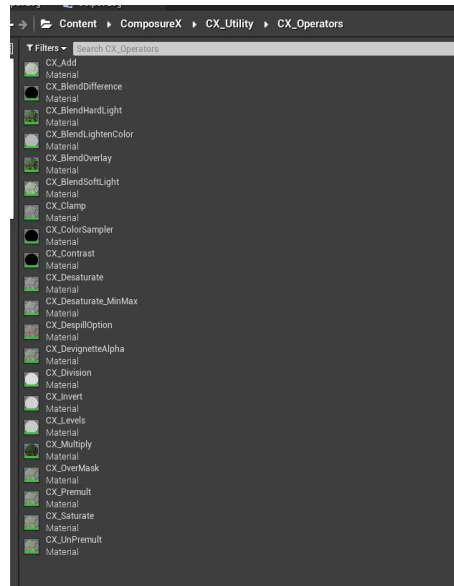 Content ▸ ComposureX ▸ CX_Utility ▸ CX_Operators
Filters Search CX_Operators
CX_Add
Material
CX_BlendDifference
Material
CX_BlendHardLight
Material
CX_BlendLightenColor
Material
CX_BlendOverlay
Material
CX_BlendSoftLight
Material
CX_Clamp
Material
CX_ColorSampler
Material
CX_Contrast
Material
CX_Desaturate
Material
CX_Desaturate_MinMax
Material
CX_DespillOption
Material
CX_DevignetteAlpha
Material
CX_Division
Material
CX_Invert
Material
CX_Levels
Material
CX_Multiply
Material
CX_OverMask
Material
CX_Premult
Material
CX_Saturate
Material
CX_UnPremult
Material